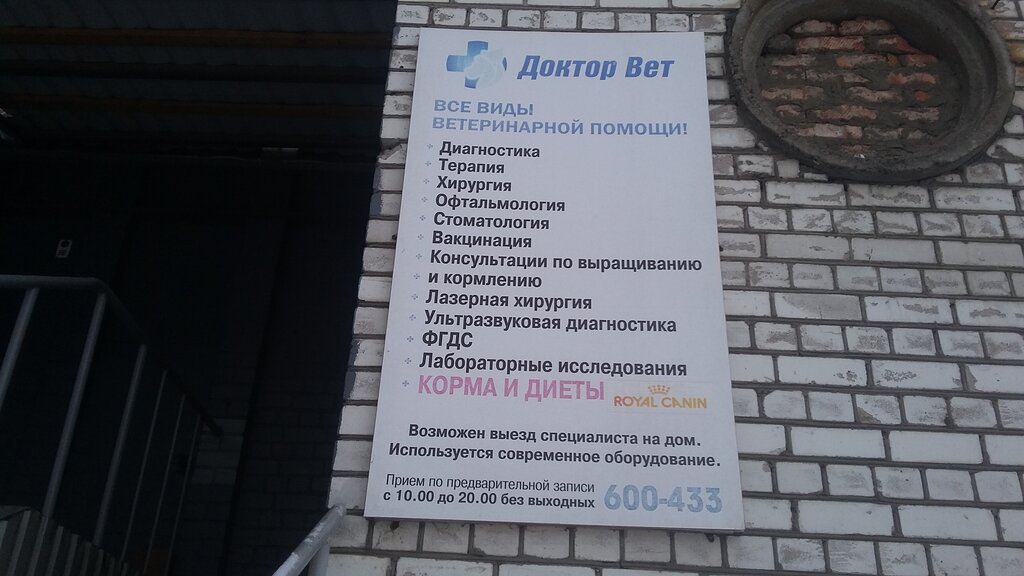 Доктор Вет
ВСЕ ВИДЫ
ВЕТЕРИНАРНОЙ ПОМОЩИ!
Диагностика
Терапия
Хирургия
Офтальмология
Стоматология
Вакцинация
Консультации по выращиванию
и кормлению
Лазерная хирургия
Ультразвуковая диагностика
ФГДС
Лабораторные исследования
КОРМА И ДИЕТЫ ROYAL CANIN
Возможен выезд специалиста на дом.
Используется современное оборудование.
Прием по предварительной записи
с 10.00 до 20.00 без выходных 600-433